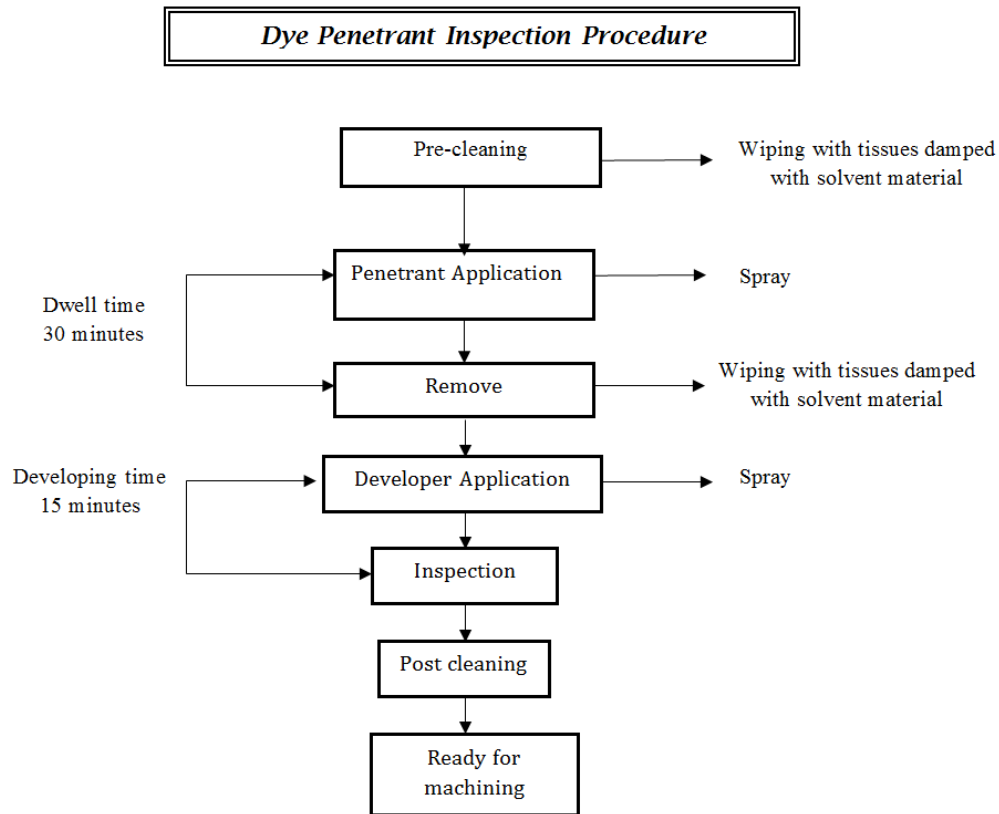 Dye Penetrant Inspection Procedure
Pre-cleaning
Wiping with tissues damped
with solvent material
Penetrant Application
Spray
Dwell time
30 minutes
Remove
Wiping with tissues damped
with solvent material
Developer Application
Spray
Developing time
15 minutes
Inspection
Post cleaning
Ready for
machining